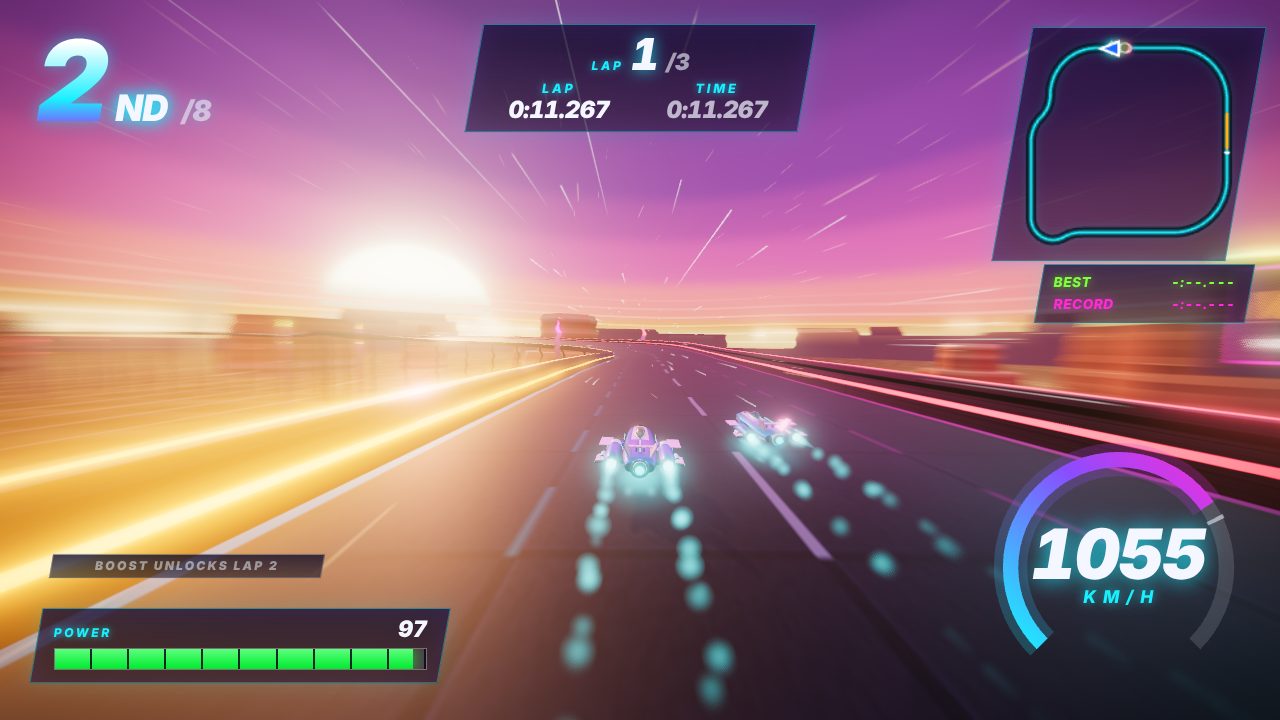 2ND /8
LAP 1 /3
LAP TIME
0:11.267 0:11.267
BEST -:--.---
RECORD -:--.---
BOOST UNLOCKS LAP 2
POWER 97
1055
KM/H